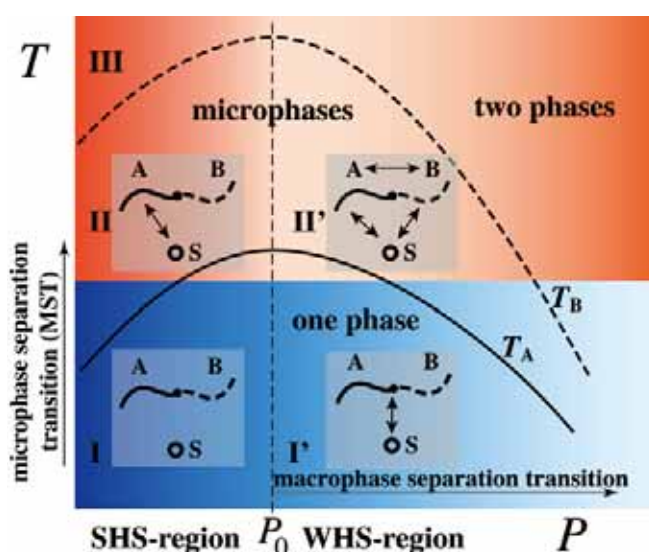 T
III
microphases
two phases
A
B
S
II
A
B
S
II'
microphase separation
transition (MST)
one phase
T_B
T_A
A
B
S
I
A
B
S
I'
macrophase separation transition
SHS-region
P_0
WHS-region
P